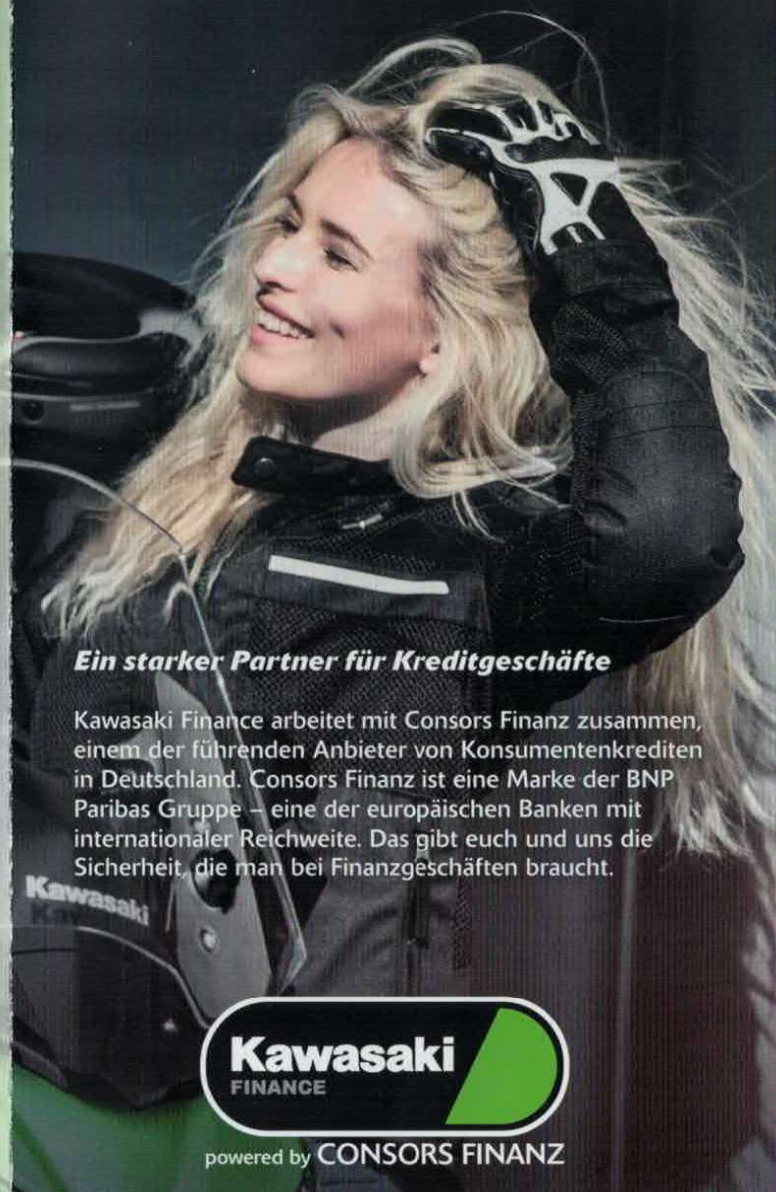 Ein starker Partner für Kreditgeschäfte
Kawasaki Finance arbeitet mit Consors Finanz zusammen,
einem der führenden Anbieter von Konsumentenkrediten
in Deutschland. Consors Finanz ist eine Marke der BNP
Paribas Gruppe – eine der europäischen Banken mit
internationaler Reichweite. Das gibt euch und uns die
Sicherheit, die man bei Finanzgeschäften braucht.
Kawasaki
Kawasaki
FINANCE
powered by CONSORS FINANZ